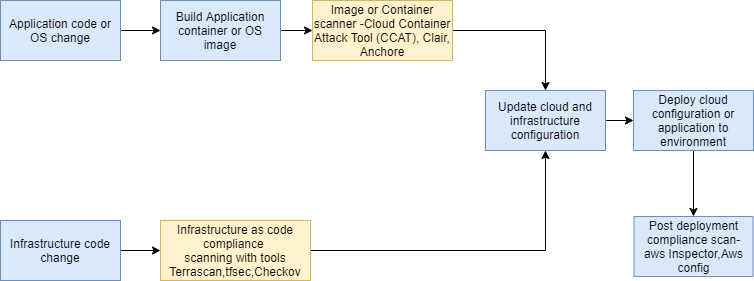 Application code or
OS change
Build Application
container or OS
image
Image or Container
scanner -Cloud Container
Attack Tool (CCAT), Clair,
Anchore
Update cloud and
infrastructure
configuration
Deploy cloud
configuration or
application to
environment
Infrastructure code
change
Infrastructure as code
compliance
scanning with tools
Terrascan,tfsec,Checkov
Post deployment
compliance scan-
aws Inspector,Aws
config